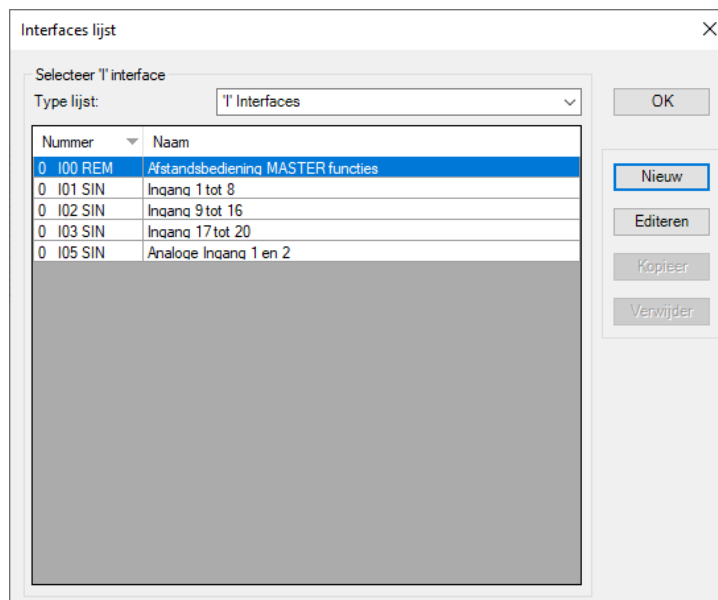 Interfaces lijst
Selecteer 'I' interface
Type lijst: 'I' Interfaces
OK
Nummer Naam
0 I00 REM Afstandsbediening MASTER functies
0 I01 SIN Ingang 1 tot 8
0 I02 SIN Ingang 9 tot 16
0 I03 SIN Ingang 17 tot 20
0 I05 SIN Analoge Ingang 1 en 2
Nieuw
Editeren
Kopieer
Verwijder